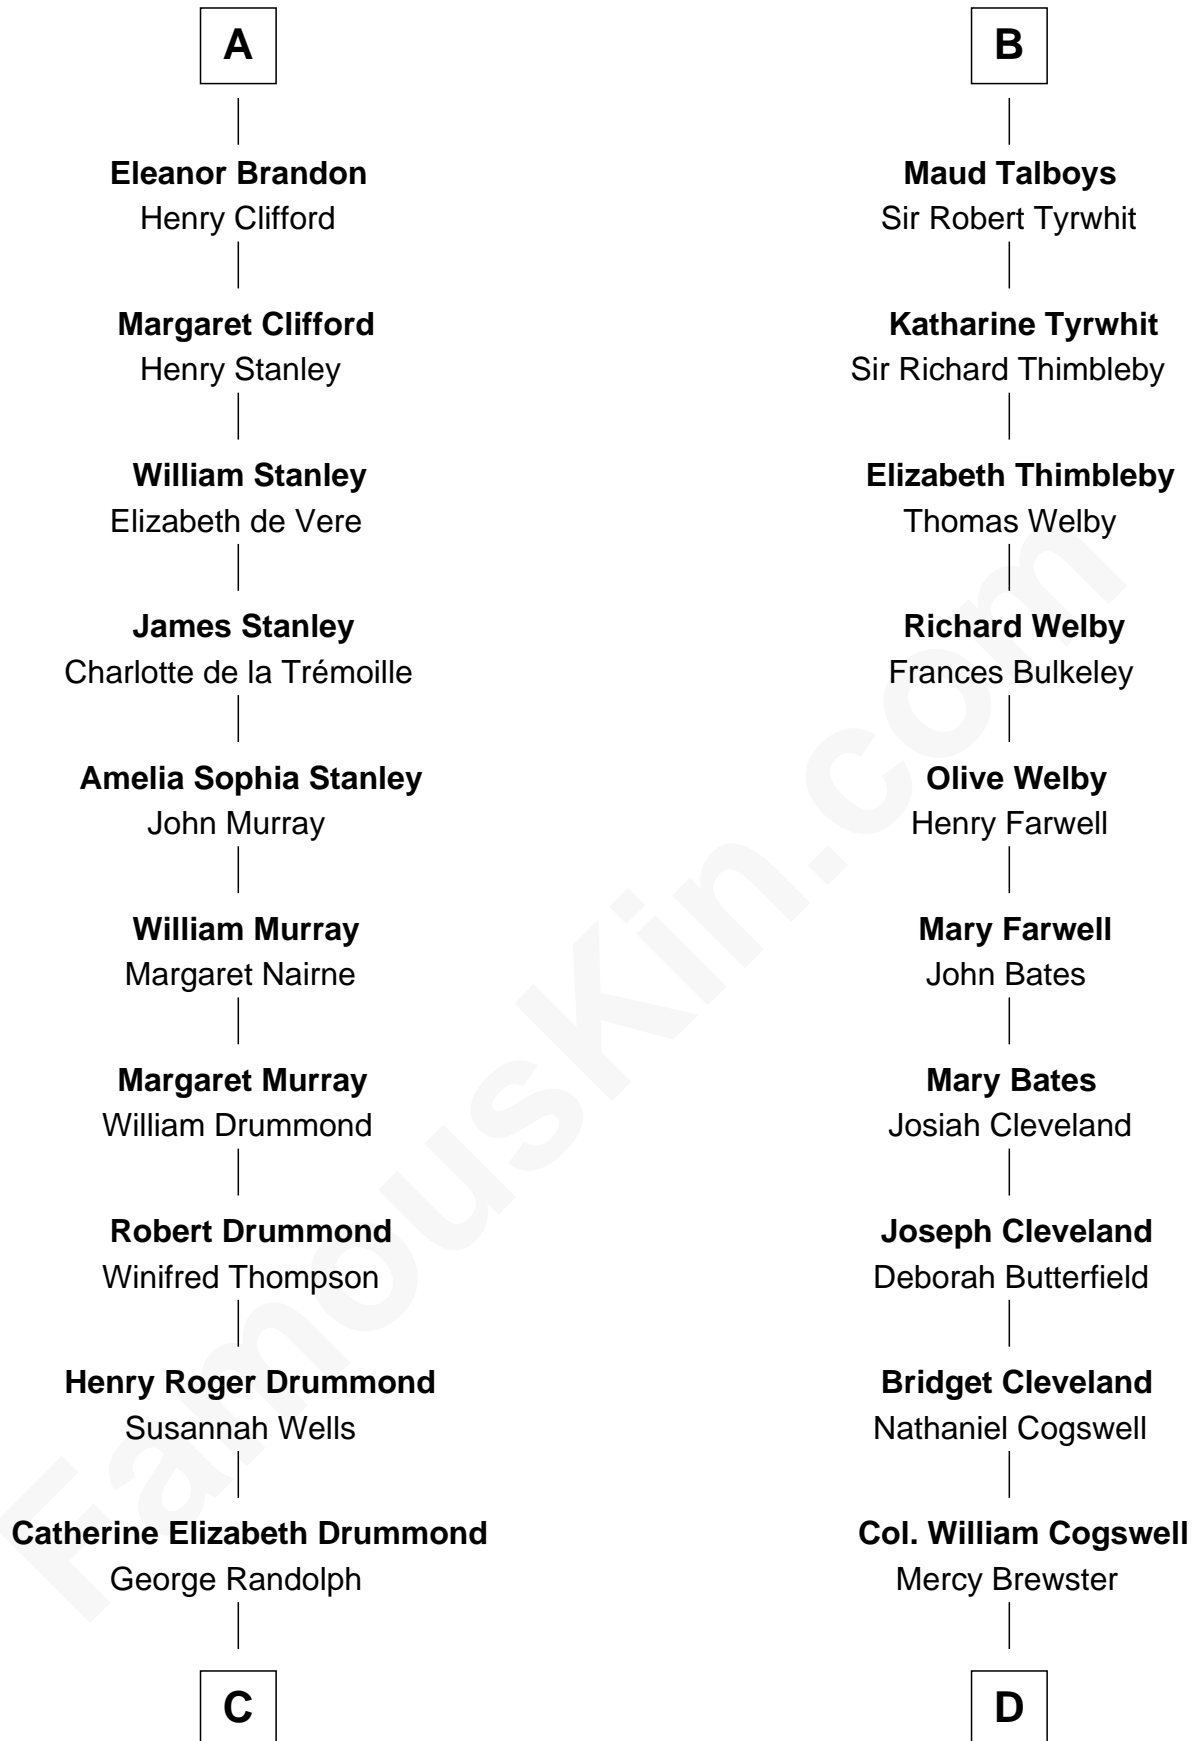 A
Eleanor Brandon
Henry Clifford
Margaret Clifford
Henry Stanley
William Stanley
Elizabeth de Vere
James Stanley
Charlotte de la Trémoille
Amelia Sophia Stanley
John Murray
William Murray
Margaret Nairne
Margaret Murray
William Drummond
Robert Drummond
Winifred Thompson
Henry Roger Drummond
Susannah Wells
Catherine Elizabeth Drummond
George Randolph
C
B
Maud Talboys
Sir Robert Tyrwhit
Katharine Tyrwhit
Sir Richard Thimbleby
Elizabeth Thimbleby
Thomas Welby
Richard Welby
Frances Bulkeley
Olive Welby
Henry Farwell
Mary Farwell
John Bates
Mary Bates
Josiah Cleveland
Joseph Cleveland
Deborah Butterfield
Bridget Cleveland
Nathaniel Cogswell
Col. William Cogswell
Mercy Brewster
D
FamousKin.com